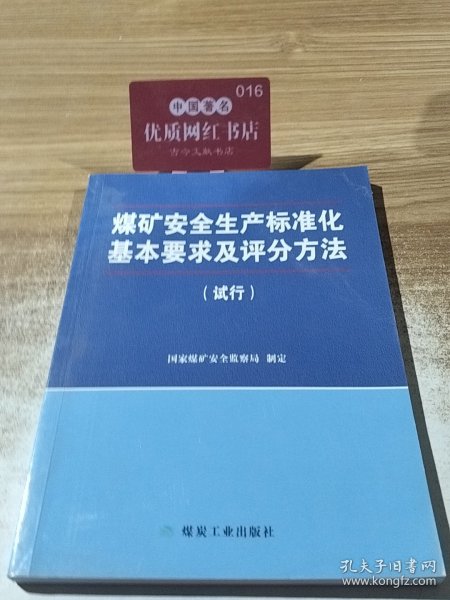 016
中国著名
优质网红书店
古今文献书店
煤矿安全生产标准化
基本要求及评分方法
（试行）
国家煤矿安全监察局 制定
煤炭工业出版社
孔夫子旧书网
www.kongfz.com